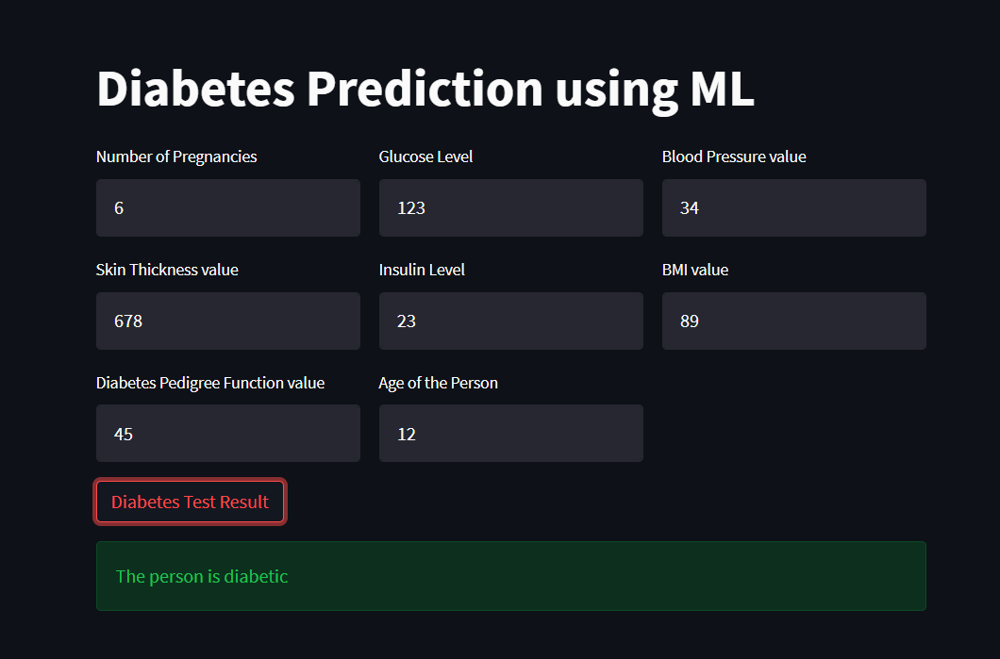 Diabetes Prediction using ML
Number of Pregnancies
Glucose Level
Blood Pressure value
6
123
34
Skin Thickness value
Insulin Level
BMI value
678
23
89
Diabetes Pedigree Function value
Age of the Person
45
12
Diabetes Test Result
The person is diabetic